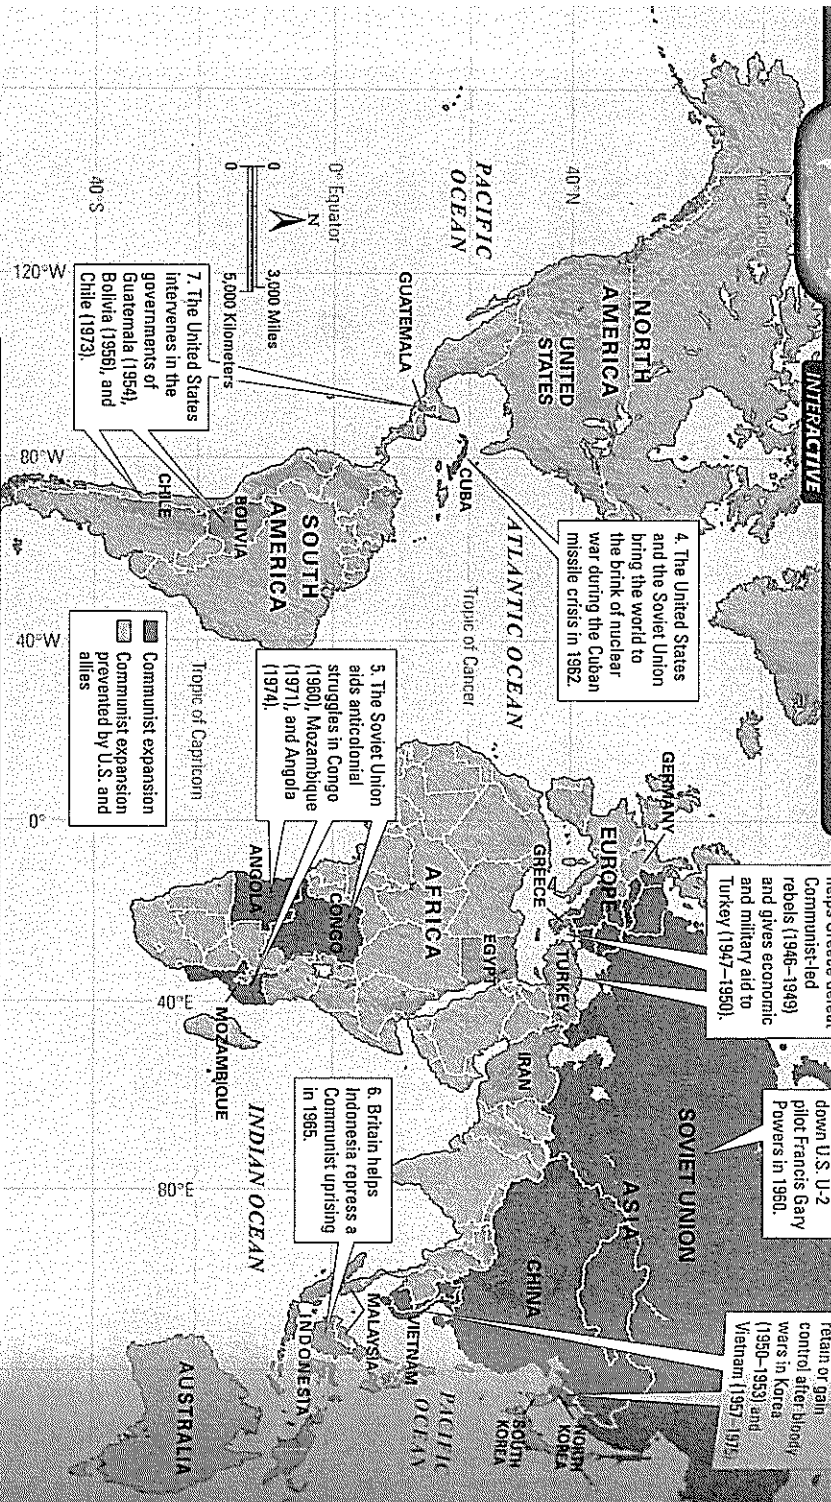 INTERACTIVE
Communist-led
rebels (1946–1949)
and gives economic
and military aid to
Turkey (1947–1950).
down U.S. U-2
pilot Francis Gary
Powers in 1960.
retain or gain
control after bloody
wars in Korea
(1950–1953) and
Vietnam (1957–1975
4. The United States
and the Soviet Union
bring the world to
the brink of nuclear
war during the Cuban
missile crisis in 1962.
5. The Soviet Union
aids anticolonial
struggles in Congo
(1960), Mozambique
(1971), and Angola
(1974).
6. Britain helps
Indonesia repress a
Communist uprising
in 1965.
7. The United States
intervenes in the
governments of
Guatemala (1954),
Bolivia (1956), and
Chile (1973).
Communist expansion
Communist expansion
prevented by U.S. and
allies
NORTH
AMERICA
UNITED
STATES
GUATEMALA
CUBA
SOUTH
AMERICA
BOLIVIA
CHILE
PACIFIC
OCEAN
ATLANTIC OCEAN
Tropic of Cancer
Tropic of Capricorn
0° Equator
40°N
40°S
N
0
3,000 Miles
0
5,000 Kilometers
120°W
80°W
40°W
0°
40°E
80°E
EUROPE
GERMANY
GREECE
TURKEY
EGYPT
AFRICA
CONGO
ANGOLA
MOZAMBIQUE
IRAN
SOVIET UNION
ASIA
CHINA
NORTH
KOREA
SOUTH
KOREA
VIETNAM
MALAYSIA
INDONESIA
INDIAN OCEAN
PACIFIC
OCEAN
AUSTRALIA